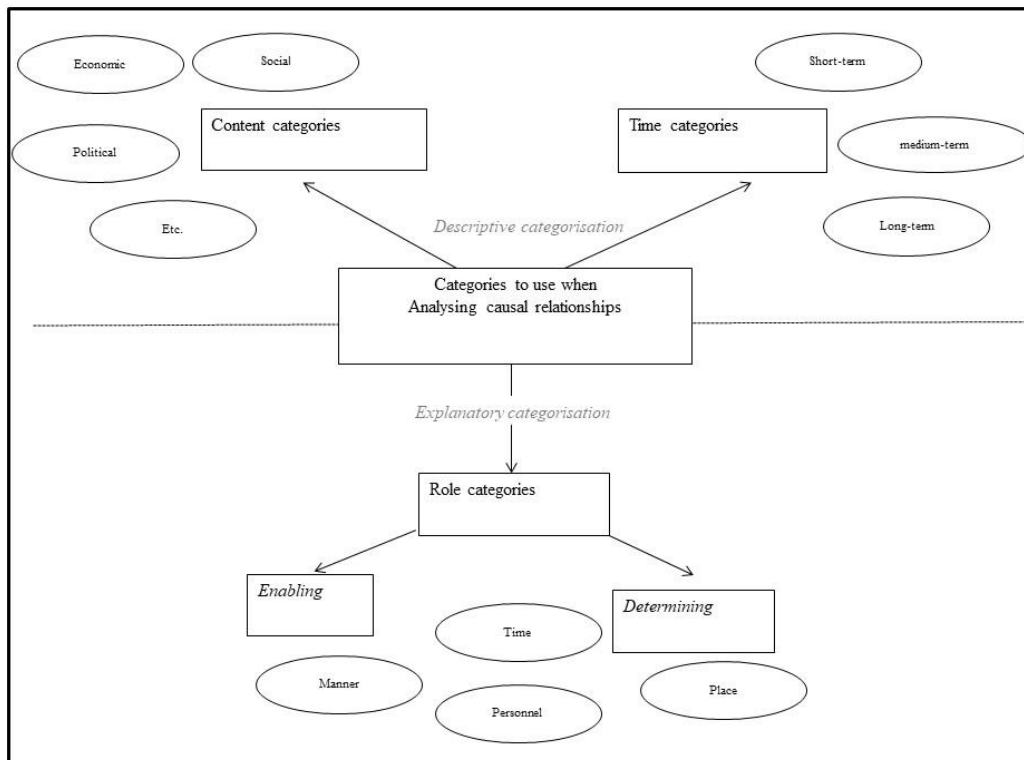 Economic
Social
Short-term
Content categories
Time categories
Political
medium-term
Etc.
Descriptive categorisation
Long-term
Categories to use when
Analysing causal relationships
Explanatory categorisation
Role categories
Enabling
Determining
Time
Manner
Place
Personnel